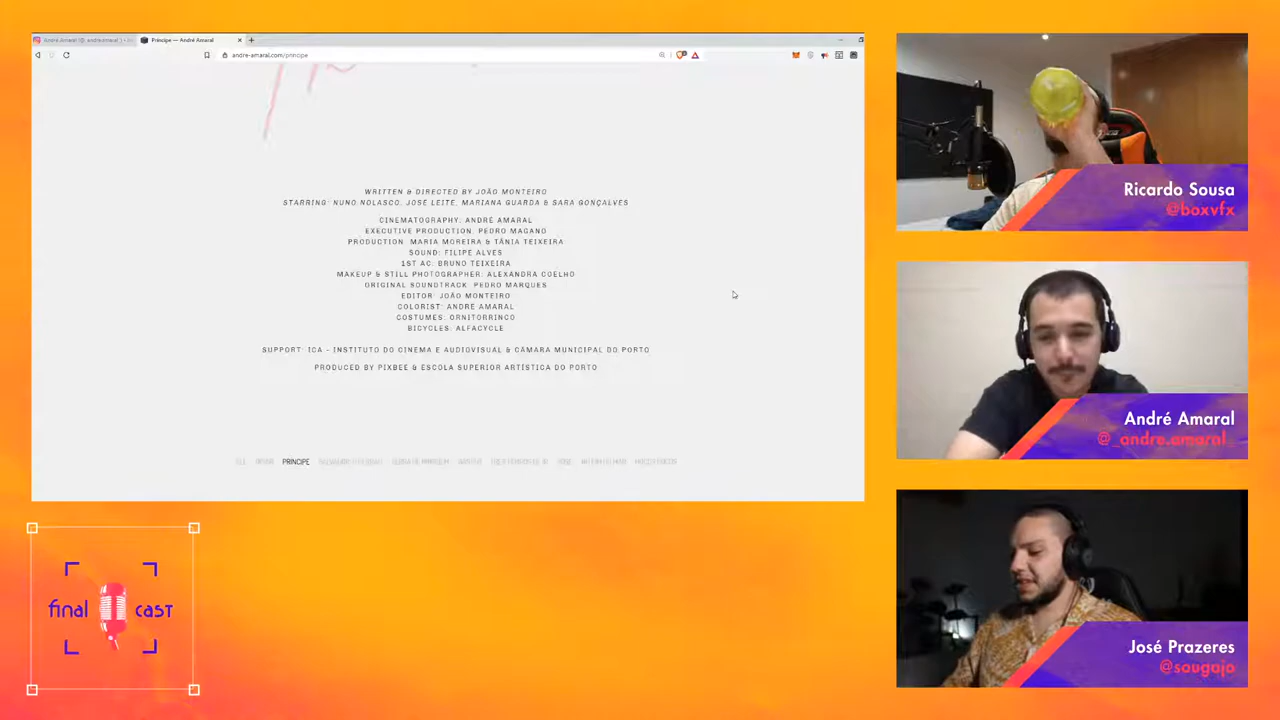 Príncipe — André Amaral
andre-amaral.com/principe
WRITTEN & DIRECTED BY JOÃO MONTEIRO
STARRING: NUNO NOLASCO, JOSÉ LEITE, MARIANA GUARDA & SARA GONÇALVES
CINEMATOGRAPHY: ANDRÉ AMARAL
EXECUTIVE PRODUCTION: PEDRO MAGANO
PRODUCTION: MARIA MOREIRA & TÂNIA TEIXEIRA
SOUND: FILIPE ALVES
1ST AC: BRUNO TEIXEIRA
MAKEUP & STILL PHOTOGRAPHER: ALEXANDRA COELHO
ORIGINAL SOUNDTRACK: PEDRO MARQUES
EDITOR: JOÃO MONTEIRO
COLORIST: ANDRÉ AMARAL
COSTUMES: ORNITORRINCO
BICYCLES: ALFACYCLE
SUPPORT: ICA - INSTITUTO DO CINEMA E AUDIOVISUAL & CÂMARA MUNICIPAL DO PORTO
PRODUCED BY PIXBEE & ESCOLA SUPERIOR ARTÍSTICA DO PORTO
PRÍNCIPE
Ricardo Sousa
@boxvfx
André Amaral
@_andre.amaral_
José Prazeres
@saugajo
final cast